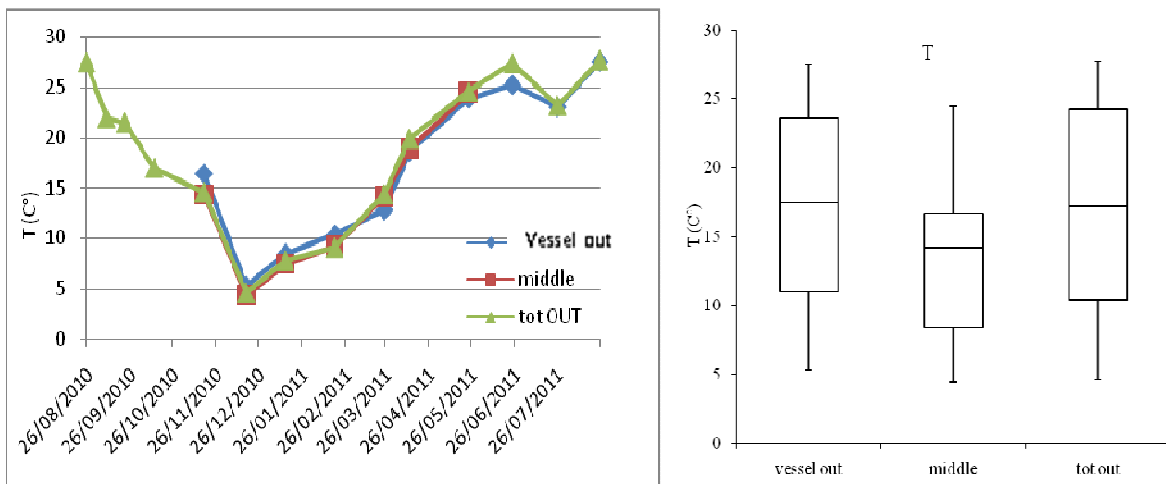 30
25
20
15
10
5
0
T (C°)
Vessel out
middle
tot OUT
26/08/2010
26/09/2010
26/10/2010
26/11/2010
26/12/2010
26/01/2011
26/02/2011
26/03/2011
26/04/2011
26/05/2011
26/06/2011
26/07/2011
T
30
25
20
15
10
5
0
T (C°)
vessel out
middle
tot out